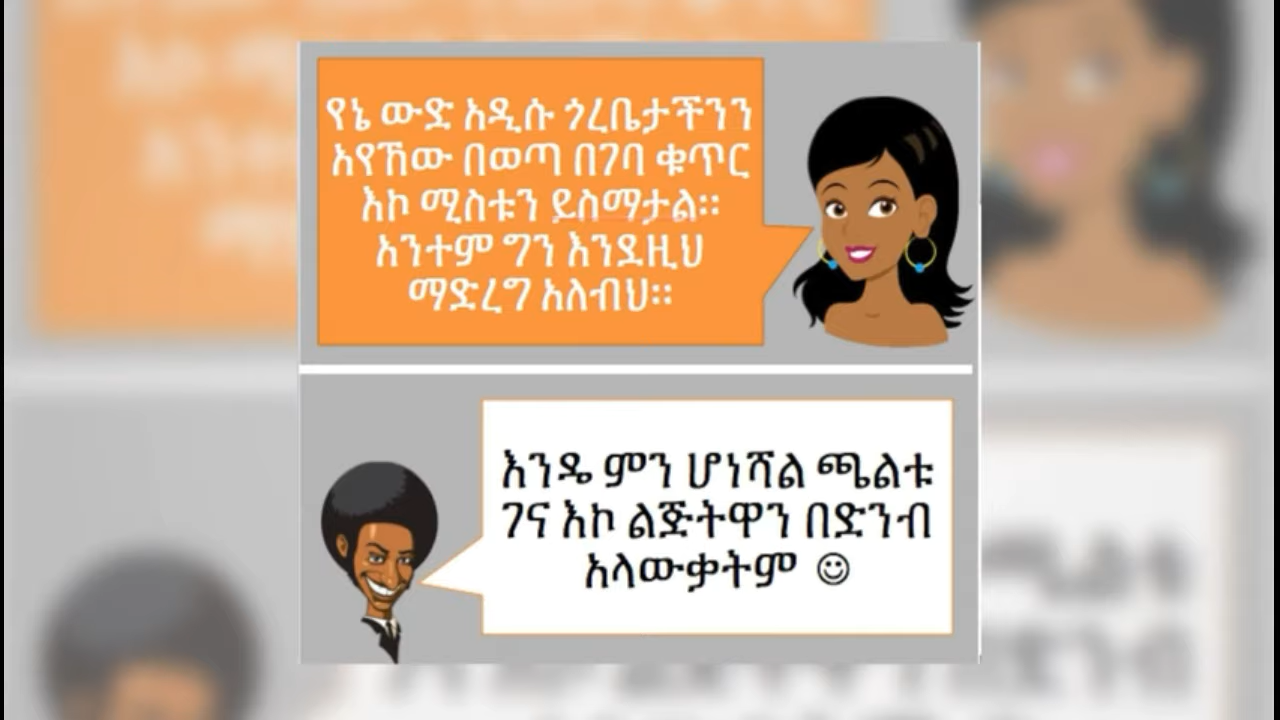 የኔ ውድ አዲሱ ጎረቤታችንን
አየኸው በወጣ በገባ ቁጥር
እኮ ሚስቱን ይስማታል፡፡
አንተም ግን እንደዚህ
ማድረግ አለብህ፡፡
እንዴ ምን ሆነሻል ጫልቱ
ገና እኮ ልጅትዋን በድንብ
አላውቃትም ☺